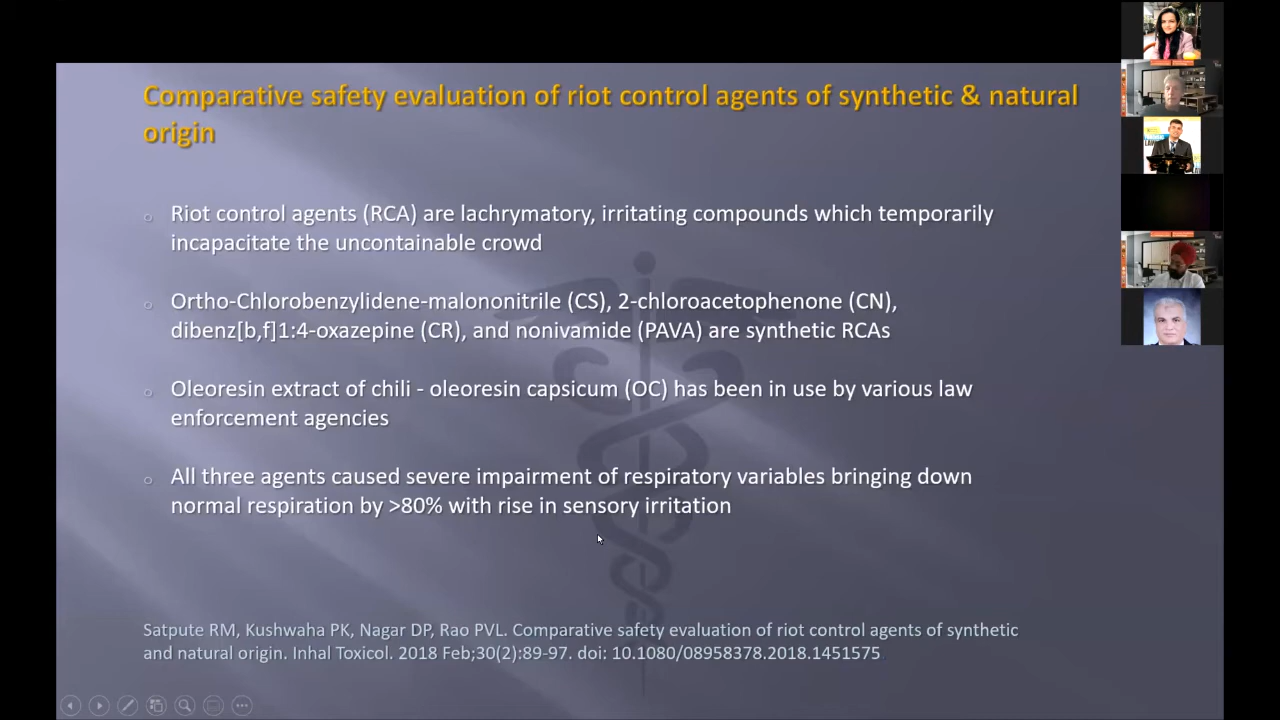 Comparative safety evaluation of riot control agents of synthetic & natural
origin
Riot control agents (RCA) are lachrymatory, irritating compounds which temporarily
incapacitate the uncontainable crowd
Ortho-Chlorobenzylidene-malononitrile (CS), 2-chloroacetophenone (CN),
dibenz[b,f]1:4-oxazepine (CR), and nonivamide (PAVA) are synthetic RCAs
Oleoresin extract of chili - oleoresin capsicum (OC) has been in use by various law
enforcement agencies
All three agents caused severe impairment of respiratory variables bringing down
normal respiration by >80% with rise in sensory irritation
Satpute RM, Kushwaha PK, Nagar DP, Rao PVL. Comparative safety evaluation of riot control agents of synthetic
and natural origin. Inhal Toxicol. 2018 Feb;30(2):89-97. doi: 10.1080/08958378.2018.1451575